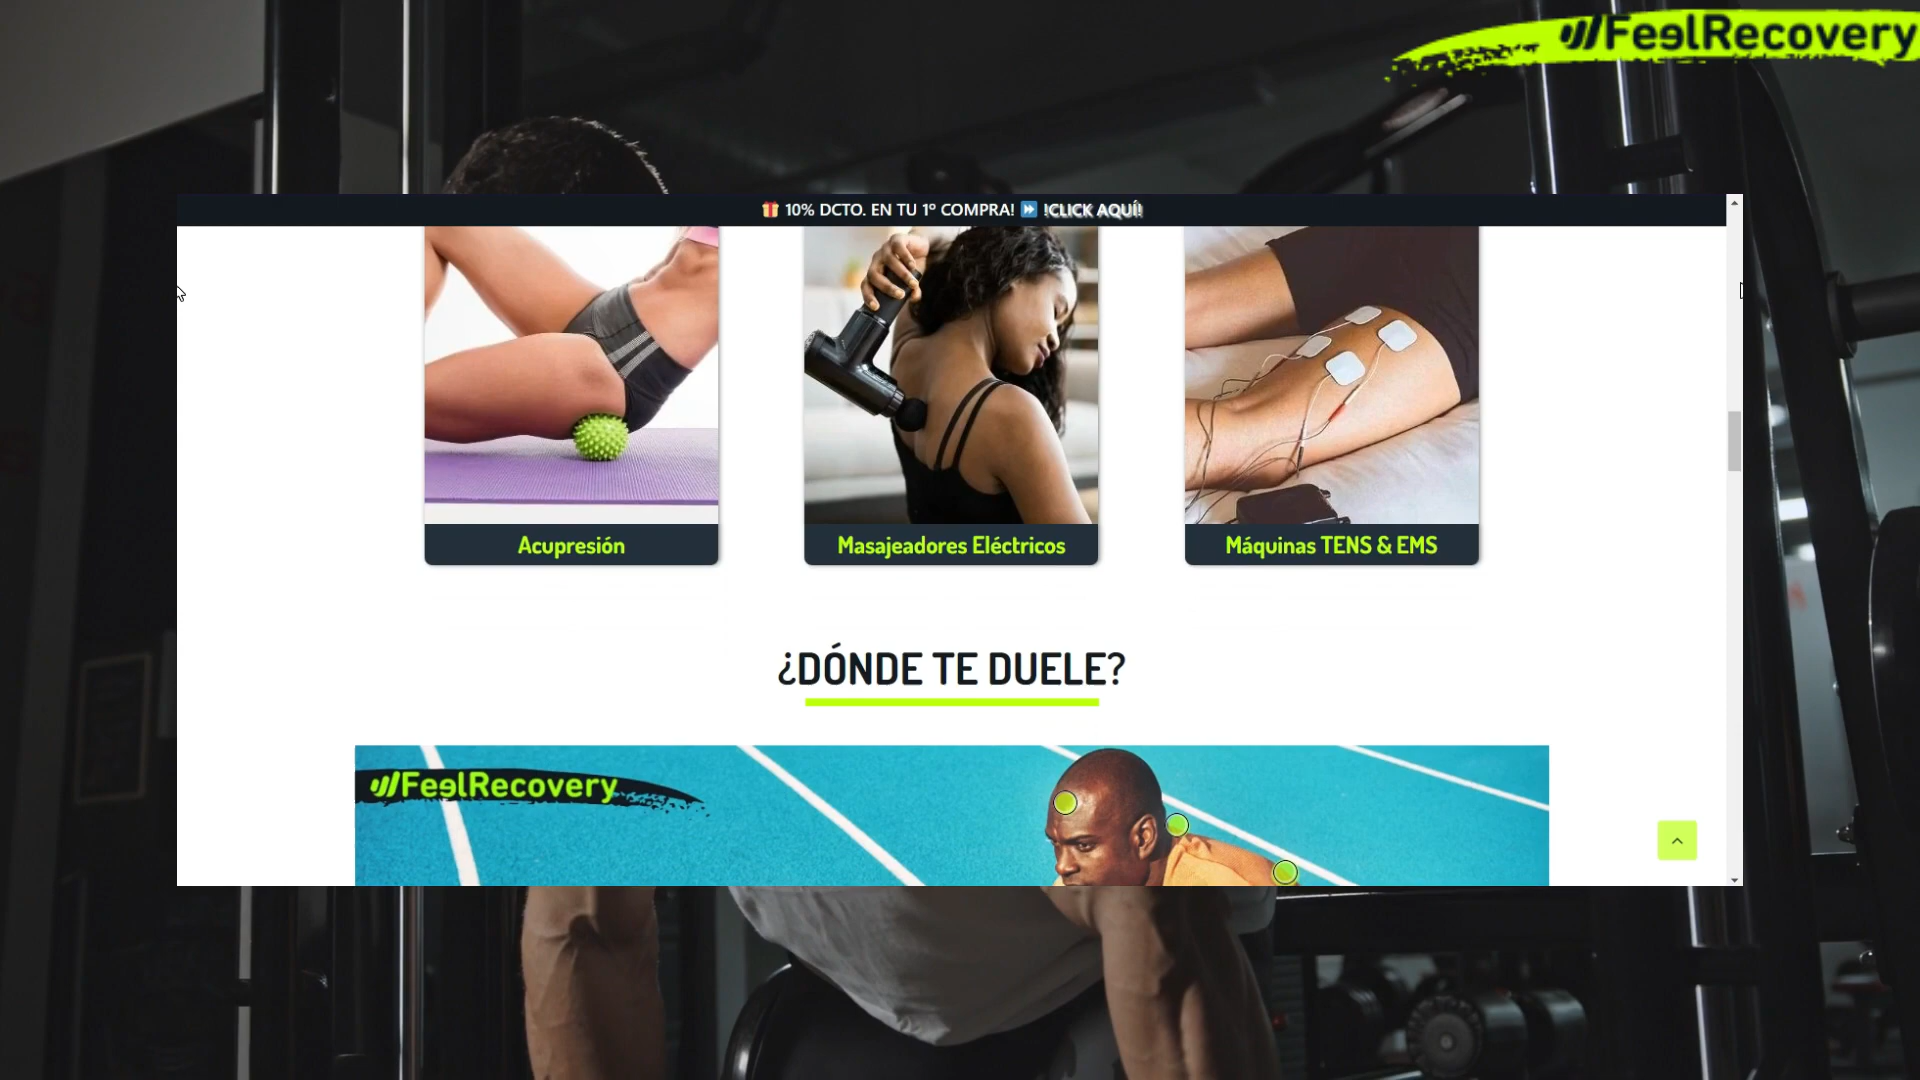 FeelRecovery
10% DCTO. EN TU 1º COMPRA! !CLICK AQUÍ!
Acupresión
Masajeadores Eléctricos
Máquinas TENS & EMS
¿DÓNDE TE DUELE?
FeelRecovery